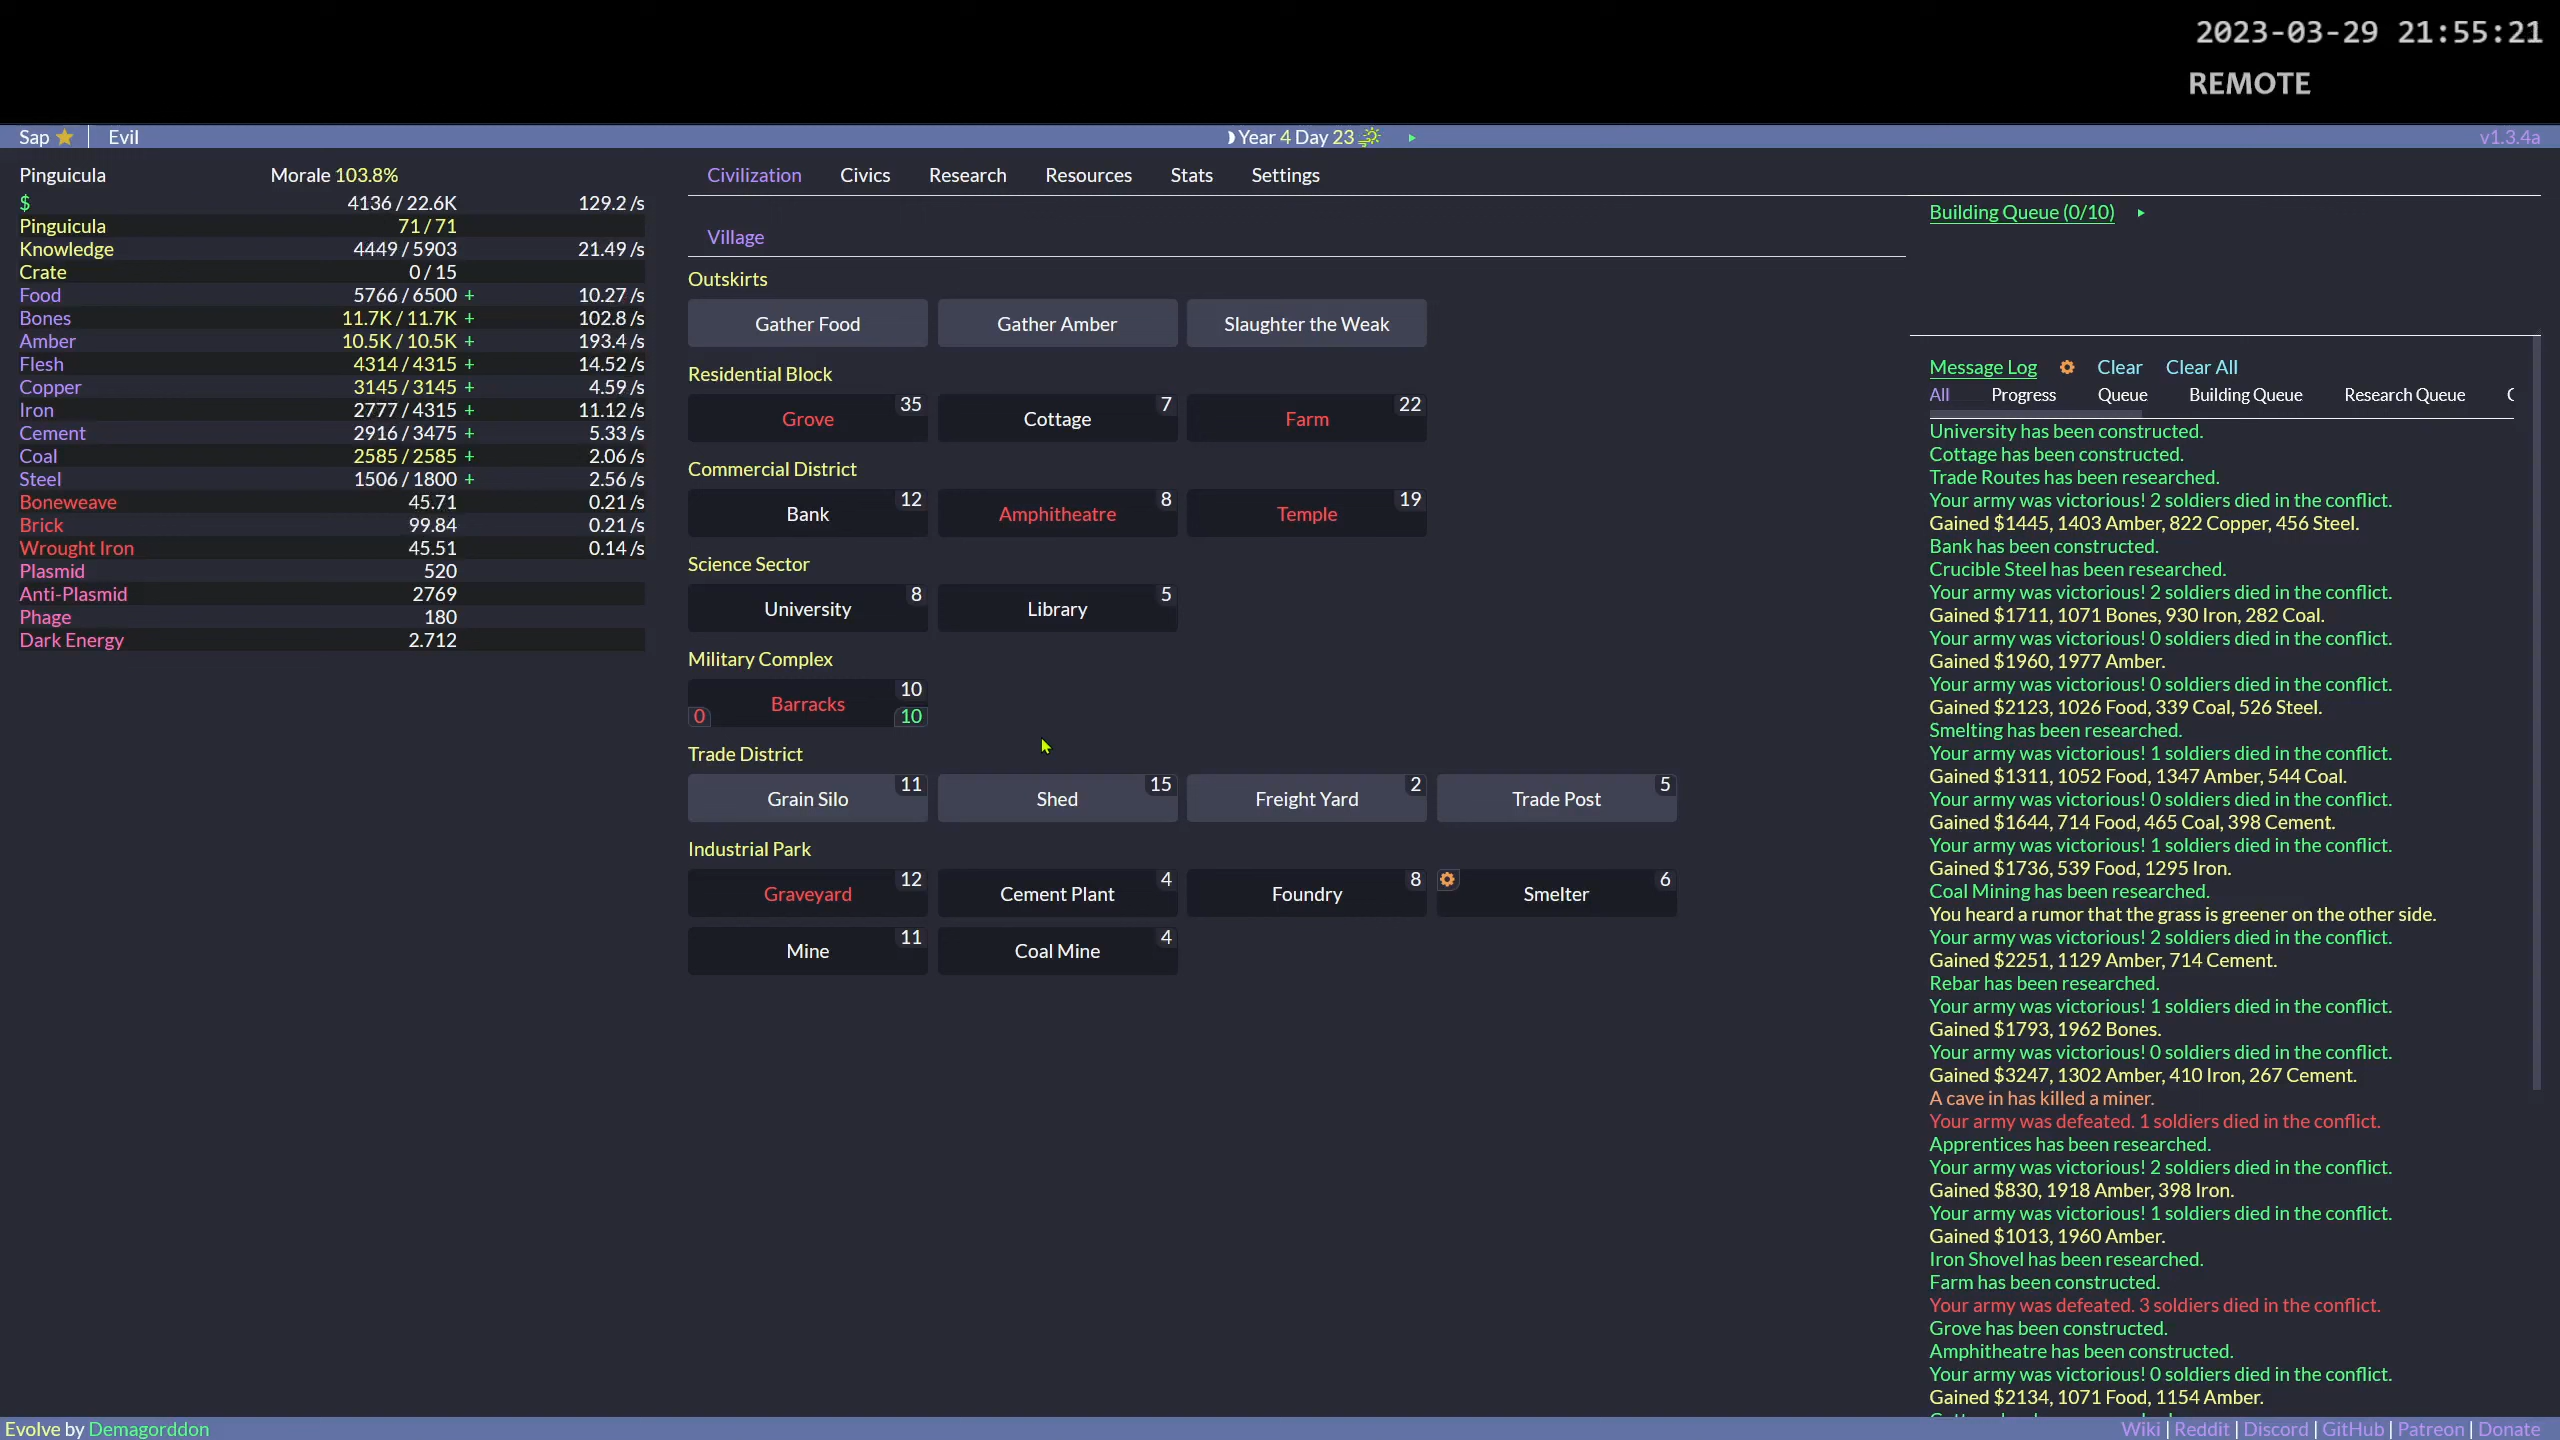 2023-03-29 21:55:21
REMOTE
Sap Evil Year 4 Day 23 v1.3.4a
Pinguicula Morale 103.8%
$ 4136 / 22.6K 129.2 /s
Pinguicula 71 / 71
Knowledge 4449 / 5903 21.49 /s
Crate 0 / 15
Food 5766 / 6500 + 10.27 /s
Bones 11.7K / 11.7K + 102.8 /s
Amber 10.5K / 10.5K + 193.4 /s
Flesh 4314 / 4315 + 14.52 /s
Copper 3145 / 3145 + 4.59 /s
Iron 2777 / 4315 + 11.12 /s
Cement 2916 / 3475 + 5.33 /s
Coal 2585 / 2585 + 2.06 /s
Steel 1506 / 1800 + 2.56 /s
Boneweave 45.71 0.21 /s
Brick 99.84 0.21 /s
Wrought Iron 45.51 0.14 /s
Plasmid 520
Anti-Plasmid 2769
Phage 180
Dark Energy 2.712
Civilization Civics Research Resources Stats Settings
Village
Outskirts
Gather Food Gather Amber Slaughter the Weak
Residential Block
Grove 35 Cottage 7 Farm 22
Commercial District
Bank 12 Amphitheatre 8 Temple 19
Science Sector
University 8 Library 5
Military Complex
Barracks 10
0 10
Trade District
Grain Silo 11 Shed 15 Freight Yard 2 Trade Post 5
Industrial Park
Graveyard 12 Cement Plant 4 Foundry 8 Smelter 6
Mine 11 Coal Mine 4
Building Queue (0/10)
Message Log Clear Clear All
All Progress Queue Building Queue Research Queue
University has been constructed.
Cottage has been constructed.
Trade Routes has been researched.
Your army was victorious! 2 soldiers died in the conflict.
Gained $1445, 1403 Amber, 822 Copper, 456 Steel.
Bank has been constructed.
Crucible Steel has been researched.
Your army was victorious! 2 soldiers died in the conflict.
Gained $1711, 1071 Bones, 930 Iron, 282 Coal.
Your army was victorious! 0 soldiers died in the conflict.
Gained $1960, 1977 Amber.
Your army was victorious! 0 soldiers died in the conflict.
Gained $2123, 1026 Food, 339 Coal, 526 Steel.
Smelting has been researched.
Your army was victorious! 1 soldiers died in the conflict.
Gained $1311, 1052 Food, 1347 Amber, 544 Coal.
Your army was victorious! 0 soldiers died in the conflict.
Gained $1644, 714 Food, 465 Coal, 398 Cement.
Your army was victorious! 1 soldiers died in the conflict.
Gained $1736, 539 Food, 1295 Iron.
Coal Mining has been researched.
You heard a rumor that the grass is greener on the other side.
Your army was victorious! 2 soldiers died in the conflict.
Gained $2251, 1129 Amber, 714 Cement.
Rebar has been researched.
Your army was victorious! 1 soldiers died in the conflict.
Gained $1793, 1962 Bones.
Your army was victorious! 0 soldiers died in the conflict.
Gained $3247, 1302 Amber, 410 Iron, 267 Cement.
A cave in has killed a miner.
Your army was defeated. 1 soldiers died in the conflict.
Apprentices has been researched.
Your army was victorious! 2 soldiers died in the conflict.
Gained $830, 1918 Amber, 398 Iron.
Your army was victorious! 1 soldiers died in the conflict.
Gained $1013, 1960 Amber.
Iron Shovel has been researched.
Farm has been constructed.
Your army was defeated. 3 soldiers died in the conflict.
Grove has been constructed.
Amphitheatre has been constructed.
Your army was victorious! 0 soldiers died in the conflict.
Gained $2134, 1071 Food, 1154 Amber.
Evolve by Demagorddon Wiki | Reddit | Discord | GitHub | Patreon | Donate